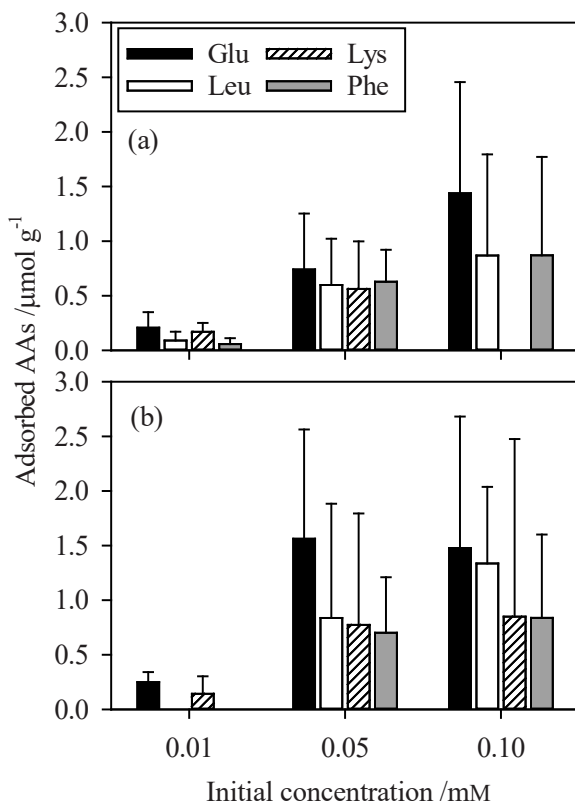 3.0
Glu Lys
Leu Phe
2.5
(a)
2.0
1.5
1.0
0.5
0.0
Adsorbed AAs /μmol g⁻¹
3.0
(b)
2.5
2.0
1.5
1.0
0.5
0.0
0.01 0.05 0.10
Initial concentration /mM